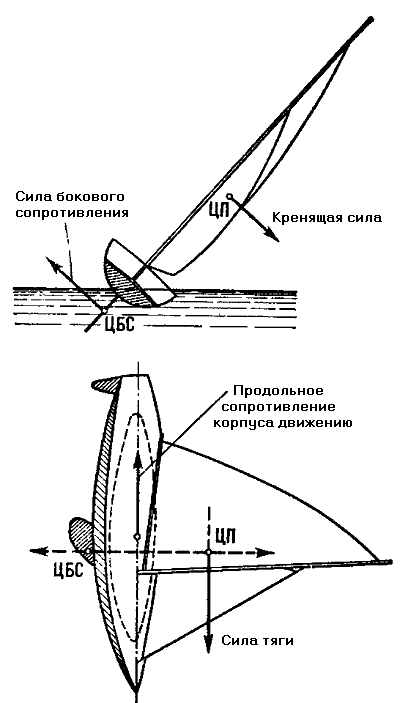 Сила бокового
сопротивления
ЦП
Кренящая сила
ЦБС
Продольное
сопротивление
корпуса движению
ЦП
ЦБС
Сила тяги